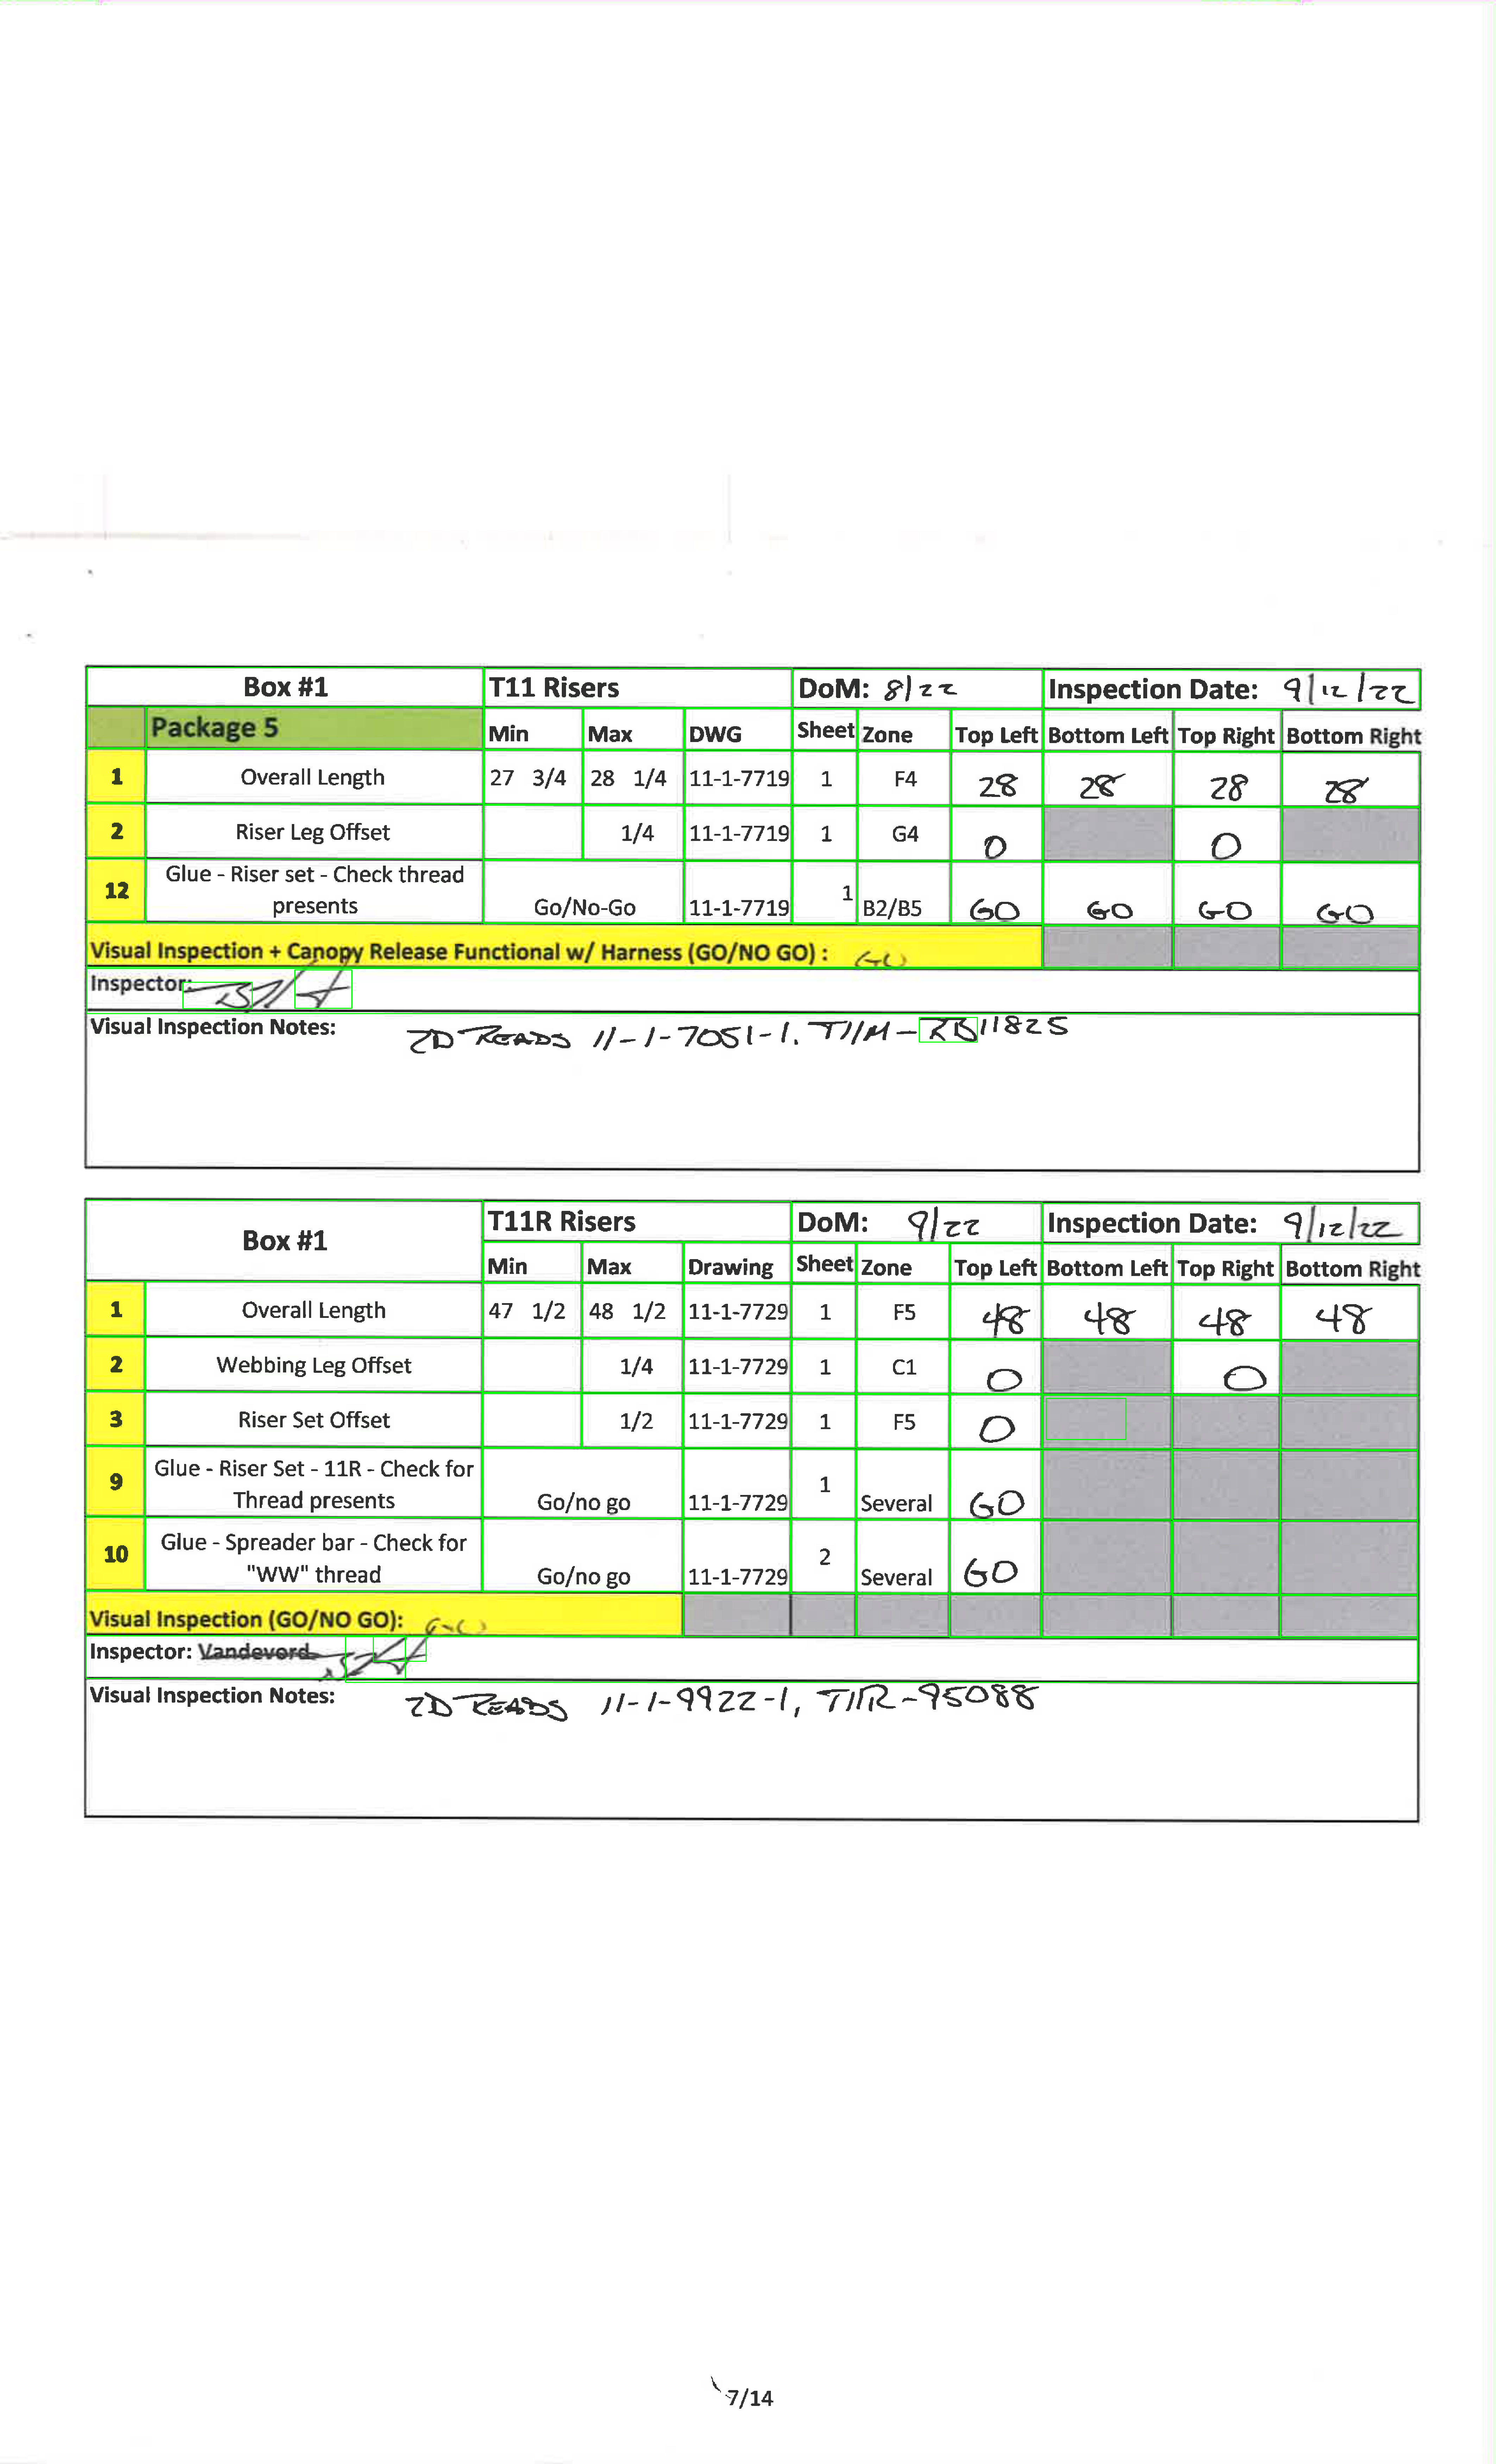 Box #1 T11 Risers DoM: 8/22 Inspection Date: 9/12/22
Package 5 Min Max DWG Sheet Zone Top Left Bottom Left Top Right Bottom Right
1 Overall Length 27 3/4 28 1/4 11-1-7719 1 F4 28 28 28 28
2 Riser Leg Offset 1/4 11-1-7719 1 G4 0 0
12 Glue - Riser set - Check thread presents Go/No-Go 11-1-7719 1 B2/B5 GO GO GO GO
Visual Inspection + Canopy Release Functional w/ Harness (GO/NO GO) : GO
Inspector:
Visual Inspection Notes: 2D READS 11-1-7051-1. T11M-RB11825
Box #1 T11R Risers DoM: 9/22 Inspection Date: 9/12/22
Min Max Drawing Sheet Zone Top Left Bottom Left Top Right Bottom Right
1 Overall Length 47 1/2 48 1/2 11-1-7729 1 F5 48 48 48 48
2 Webbing Leg Offset 1/4 11-1-7729 1 C1 0 0
3 Riser Set Offset 1/2 11-1-7729 1 F5 0
9 Glue - Riser Set - 11R - Check for Thread presents Go/no go 11-1-7729 1 Several GO
10 Glue - Spreader bar - Check for "WW" thread Go/no go 11-1-7729 2 Several GO
Visual Inspection (GO/NO GO): GO
Inspector: Vandevord
Visual Inspection Notes: 2D READS 11-1-9922-1, T11R-95088
7/14